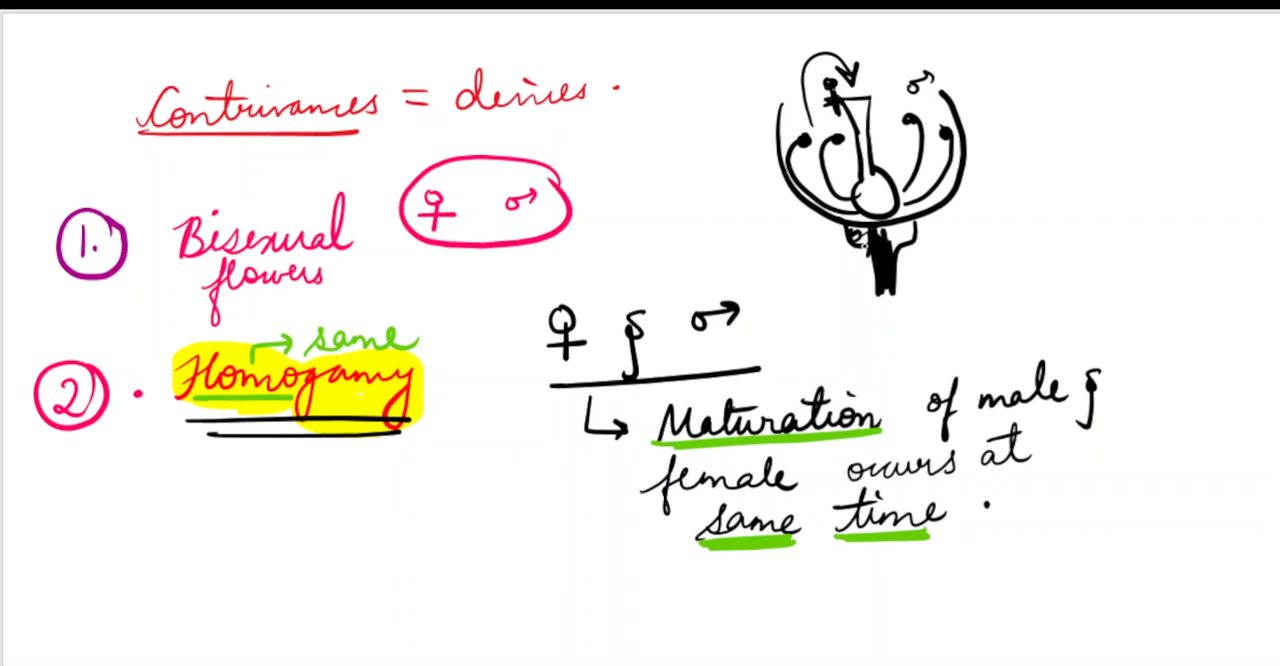 Contrivances = devices .
1. Bisexual
flowers
♀ ♂
♂
→ same
2 . Homogamy
♀ & ♂
↳ Maturation of male &
female occurs at
same time .